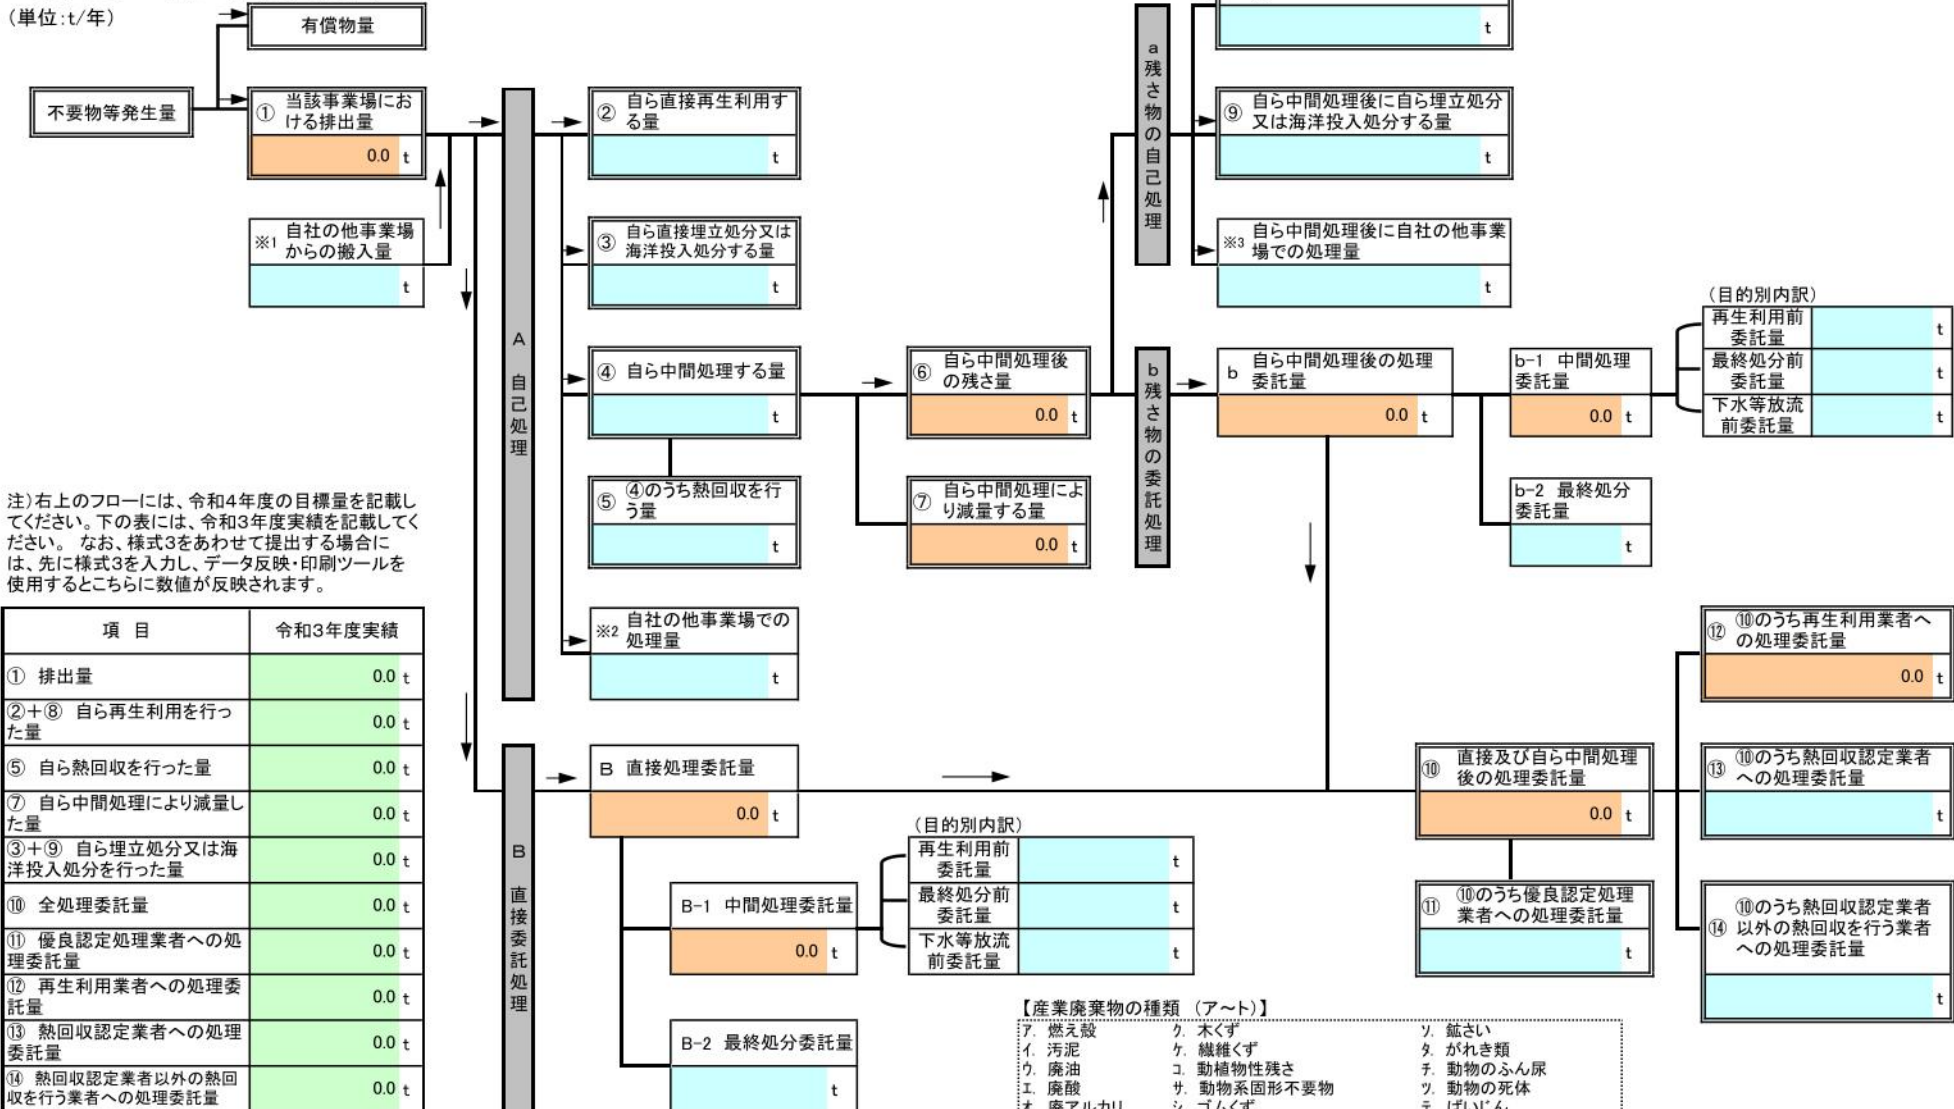 (単位:t/年)
有償物量
不要物等発生量
① 当該事業場にお
ける排出量
0.0 t
※1 自社の他事業場
からの搬入量
t
A 自己処理
② 自ら直接再生利用す
る量
t
③ 自ら直接埋立処分又は
海洋投入処分する量
t
④ 自ら中間処理する量
t
⑤ ④のうち熱回収を行
う量
t
※2 自社の他事業場での
処理量
t
⑥ 自ら中間処理後
の残さ量
0.0 t
⑦ 自ら中間処理によ
り減量する量
0.0 t
a 残さ物の自己処理
t
⑨ 自ら中間処理後に自ら埋立処分
又は海洋投入処分する量
t
※3 自ら中間処理後に自社の他事業
場での処理量
t
b 残さ物の委託処理
b 自ら中間処理後の処理
委託量
0.0 t
b-1 中間処理
委託量
0.0 t
(目的別内訳)
再生利用前
委託量
t
最終処分前
委託量
t
下水等放流
前委託量
t
b-2 最終処分
委託量
t
注)右上のフローには、令和4年度の目標量を記載し
てください。下の表には、令和3年度実績を記載してく
ださい。 なお、様式3をあわせて提出する場合に
は、先に様式3を入力し、データ反映・印刷ツールを
使用するとこちらに数値が反映されます。
項 目 令和3年度実績
① 排出量 0.0 t
②+⑧ 自ら再生利用を行っ
た量 0.0 t
⑤ 自ら熱回収を行った量 0.0 t
⑦ 自ら中間処理により減量し
た量 0.0 t
③+⑨ 自ら埋立処分又は海
洋投入処分を行った量 0.0 t
⑩ 全処理委託量 0.0 t
⑪ 優良認定処理業者への処
理委託量 0.0 t
⑫ 再生利用業者への処理委
託量 0.0 t
⑬ 熱回収認定業者への処理
委託量 0.0 t
⑭ 熱回収認定業者以外の熱回
収を行う業者への処理委託量 0.0 t
B 直接委託処理
B 直接処理委託量
0.0 t
B-1 中間処理委託量
0.0 t
(目的別内訳)
再生利用前
委託量
t
最終処分前
委託量
t
下水等放流
前委託量
t
B-2 最終処分委託量
t
⑩ 直接及び自ら中間処理
後の処理委託量
0.0 t
⑪ ⑩のうち優良認定処理
業者への処理委託量
t
⑫ ⑩のうち再生利用業者へ
の処理委託量
0.0 t
⑬ ⑩のうち熱回収認定業者
への処理委託量
t
⑭ ⑩のうち熱回収認定業者
以外の熱回収を行う業者
への処理委託量
t
【産業廃棄物の種類 (ア~ト)】
ア. 燃え殻 ク. 木くず ソ. 鉱さい
イ. 汚泥 ケ. 繊維くず タ. がれき類
ウ. 廃油 コ. 動植物性残さ チ. 動物のふん尿
エ. 廃酸 サ. 動物系固形不要物 ツ. 動物の死体
オ. 廃アルカリ シ. ゴムくず テ. ばいじん